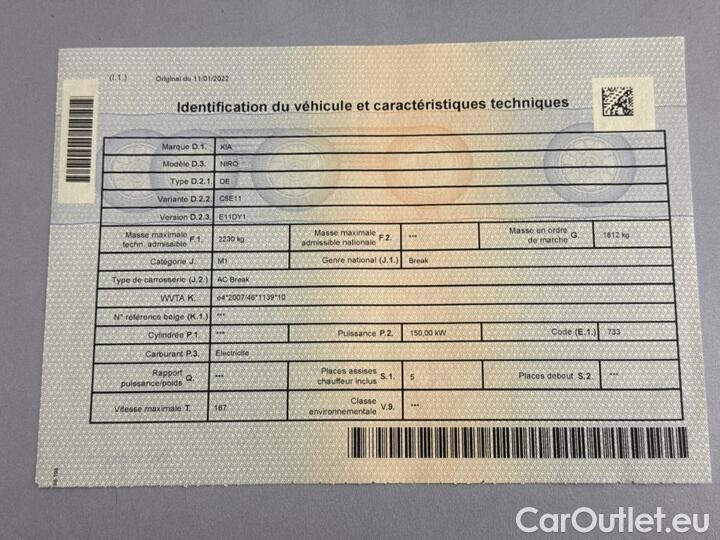 (I.1.) Original du 11/01/2022
Identification du véhicule et caractéristiques techniques
Marque D.1. KIA
Modèle D.3. NIRO
Type D.2.1. DE
Variante D.2.2. C5E11
Version D.2.3. E11DY1
Masse maximale techn. admissible F.1. 2230 kg Masse maximale admissible nationale F.2. *** Masse en ordre de marche G. 1812 kg
Catégorie J. M1 Genre national (J.1.) Break
Type de carrosserie (J.2.) AC Break
WVTA K. e4*2007/46*1139*10
N° référence belge (K.1.) ***
Cylindrée P.1. *** Puissance P.2. 150,00 kW Code (E.1.) 733
Carburant P.3. Electricité
Rapport puissance/poids Q. *** Places assises chauffeur inclus S.1. 5 Places debout S.2. ***
Vitesse maximale T. 167 Classe environnementale V.9. ***
CarOutlet.eu